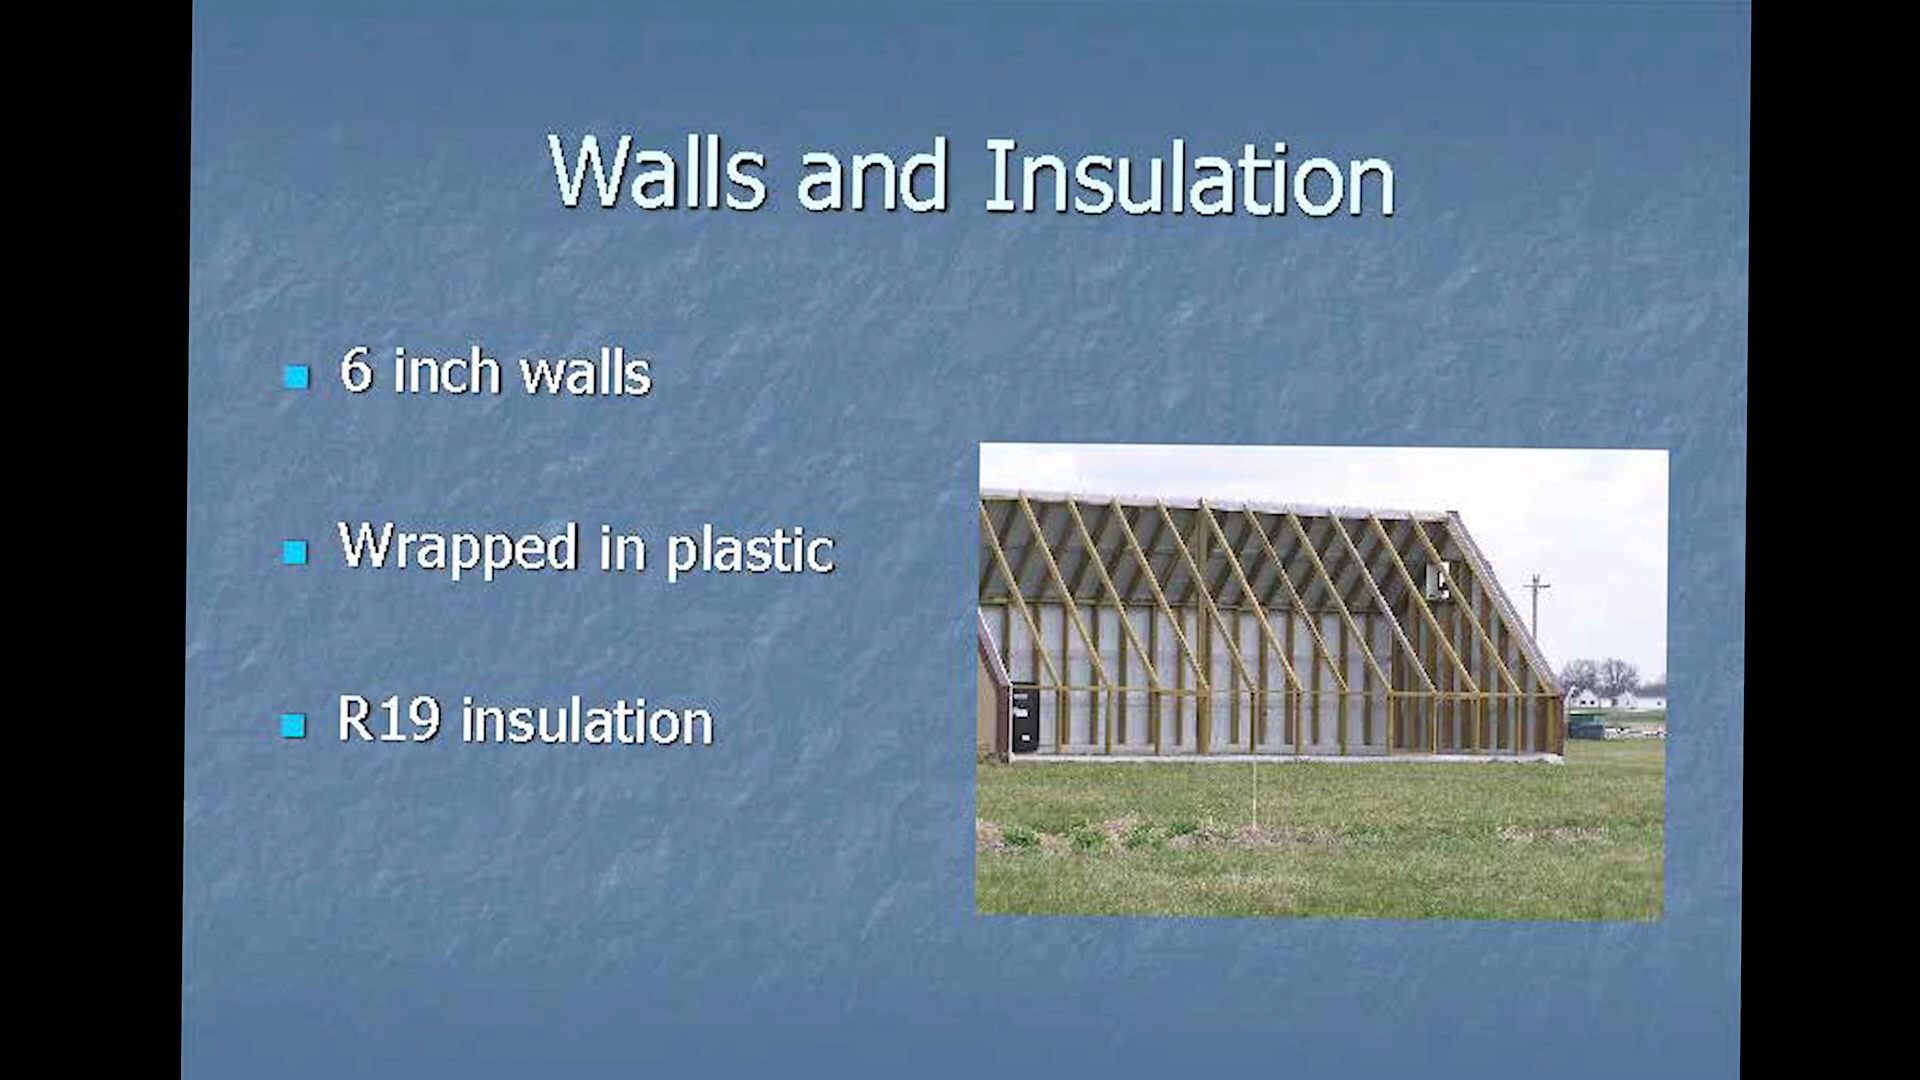 Walls and Insulation
6 inch walls
Wrapped in plastic
R19 insulation